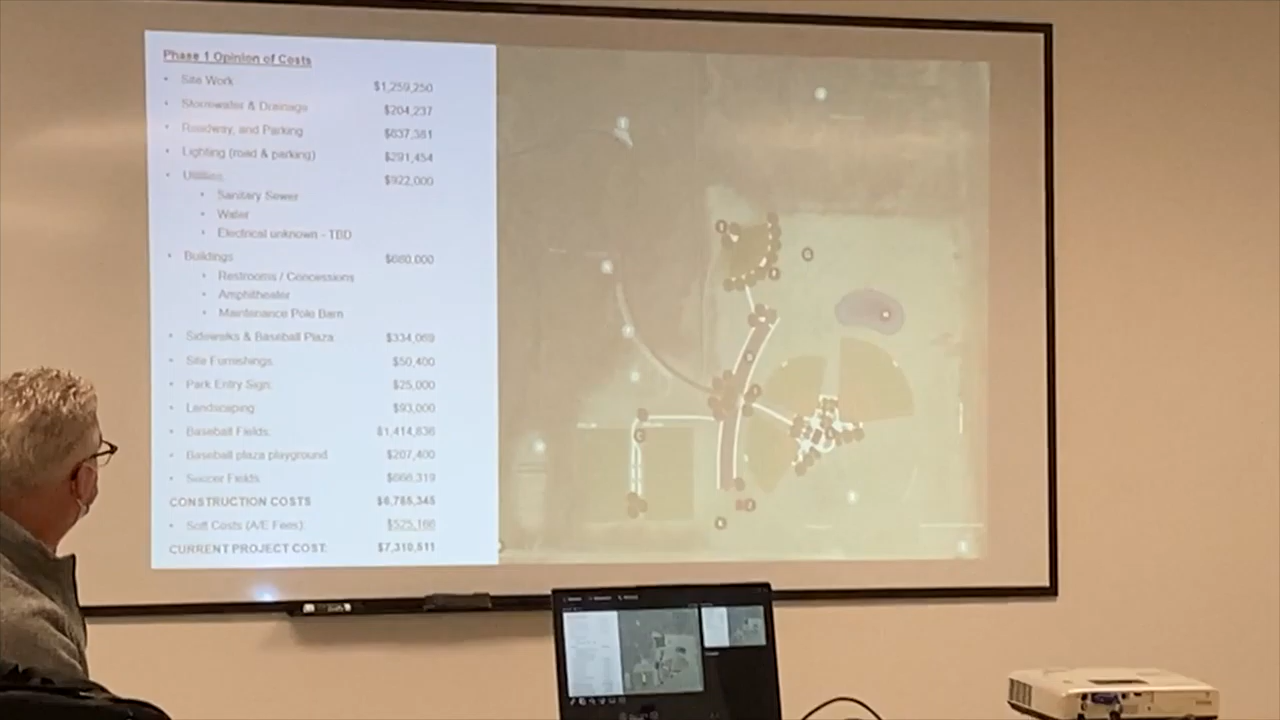 Phase 1 Opinion of Costs
• Site Work $1,259,250
• Stormwater & Drainage $204,237
• Roadway, and Parking $637,381
• Lighting (road & parking) $291,454
• Utilities: $922,000
• Sanitary Sewer
• Water
• Electrical unknown - TBD
• Buildings $680,000
• Restrooms / Concessions
• Amphitheater
• Maintenance Pole Barn
• Sidewalks & Baseball Plaza: $334,069
• Site Furnishings: $50,400
• Park Entry Sign: $25,000
• Landscaping $93,000
• Baseball Fields: $1,414,836
• Baseball plaza playground $207,400
• Soccer Fields $666,319
CONSTRUCTION COSTS $6,785,345
• Soft Costs (A/E Fees): $525,166
CURRENT PROJECT COST: $7,310,511